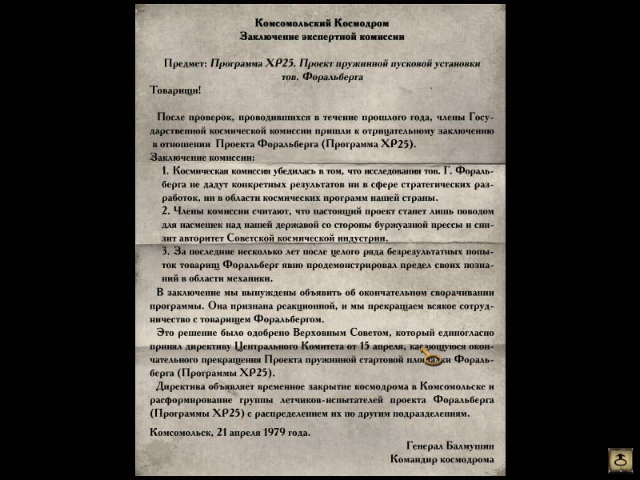 Комсомольский Космодром
Заключение экспертной комиссии
Предмет: Программа ХР25. Проект пружинной пусковой установки
тов. Форальберга
Товарищи!
После проверок, проводившихся в течение прошлого года, члены Госу-
дарственной космической комиссии пришли к отрицательному заключению
в отношении Проекта Форальберга (Программа ХР25).
Заключение комиссии:
1. Космическая комиссия убедилась в том, что исследования тов. Г. Фораль-
берга не дадут конкретных результатов ни в сфере стратегических раз-
работок, ни в области космических программ нашей страны.
2. Члены комиссии считают, что настоящий проект станет лишь поводом
для насмешек над нашей державой со стороны буржуазной прессы и сни-
зит авторитет Советской космической индустрии.
3. За последние несколько лет после целого ряда безрезультатных попы-
ток товарищ Форальберг явно продемонстрировал предел своих позна-
ний в области механики.
В заключение мы вынуждены объявить об окончательном сворачивании
программы. Она признана реакционной, и мы прекращаем всякое сотруд-
ничество с товарищем Форальбергом.
Это решение было одобрено Верховным Советом, который единогласно
принял директиву Центрального Комитета от 15 апреля, касающуюся окон-
чательного прекращения Проекта пружинной стартовой площадки Фораль-
берга (Программы ХР25).
Директива объявляет временное закрытие космодрома в Комсомольске и
расформирование группы летчиков-испытателей проекта Форальберга
(Программы ХР25) с распределением их по другим подразделениям.
Комсомольск, 21 апреля 1979 года.
Генерал Балмушин
Командир космодрома